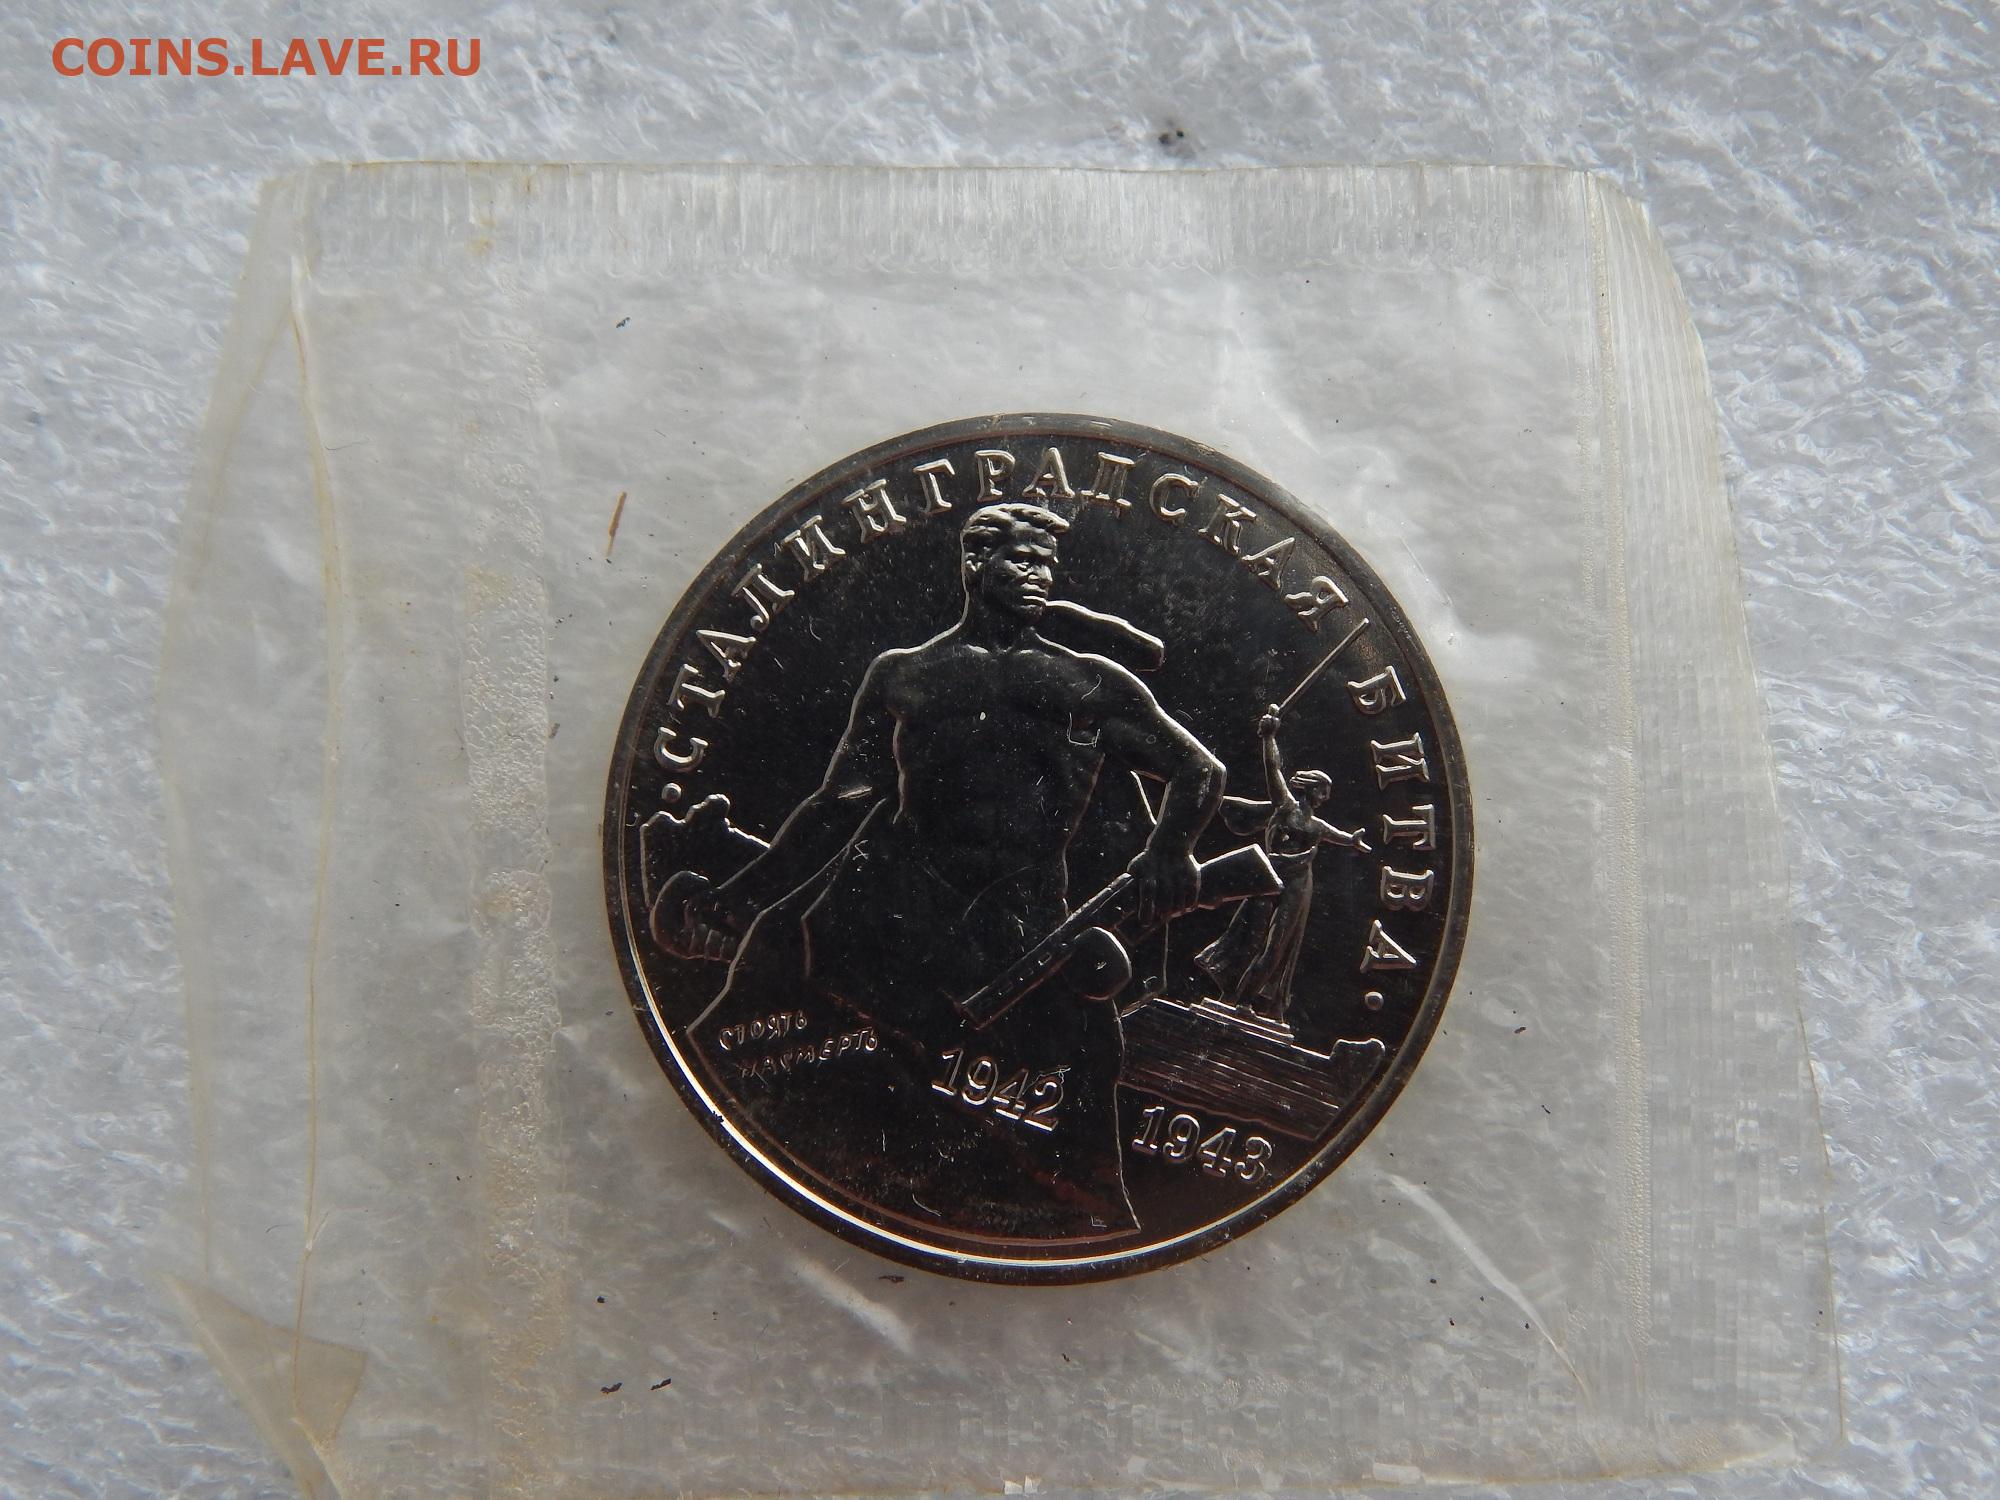 COINS.LAVE.RU
• СТАЛИНГРАДСКАЯ БИТВА •
СТОЯТЬ
НАСМЕРТЬ
1942
1943